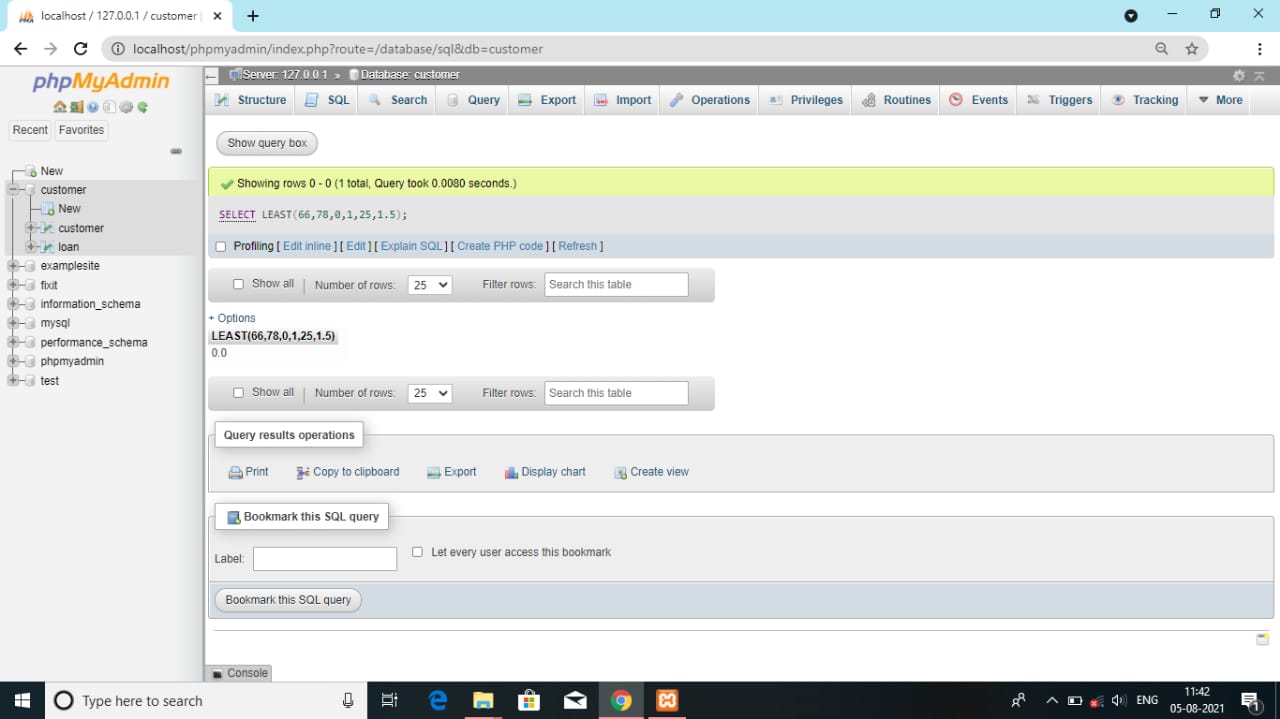 localhost / 127.0.0.1 / customer |
localhost/phpmyadmin/index.php?route=/database/sql&db=customer
phpMyAdmin
Recent Favorites
New
customer
New
customer
loan
examplesite
fixit
information_schema
mysql
performance_schema
phpmyadmin
test
Server: 127.0.0.1 » Database: customer
Structure SQL Search Query Export Import Operations Privileges Routines Events Triggers Tracking More
Show query box
Showing rows 0 - 0 (1 total, Query took 0.0080 seconds.)
SELECT LEAST(66,78,0,1,25,1.5);
Profiling [ Edit inline ] [ Edit ] [ Explain SQL ] [ Create PHP code ] [ Refresh ]
Show all Number of rows: 25 Filter rows: Search this table
+ Options
LEAST(66,78,0,1,25,1.5)
0.0
Show all Number of rows: 25 Filter rows: Search this table
Query results operations
Print Copy to clipboard Export Display chart Create view
Bookmark this SQL query
Label: Let every user access this bookmark
Bookmark this SQL query
Console
Type here to search
ENG
11:42
05-08-2021
1